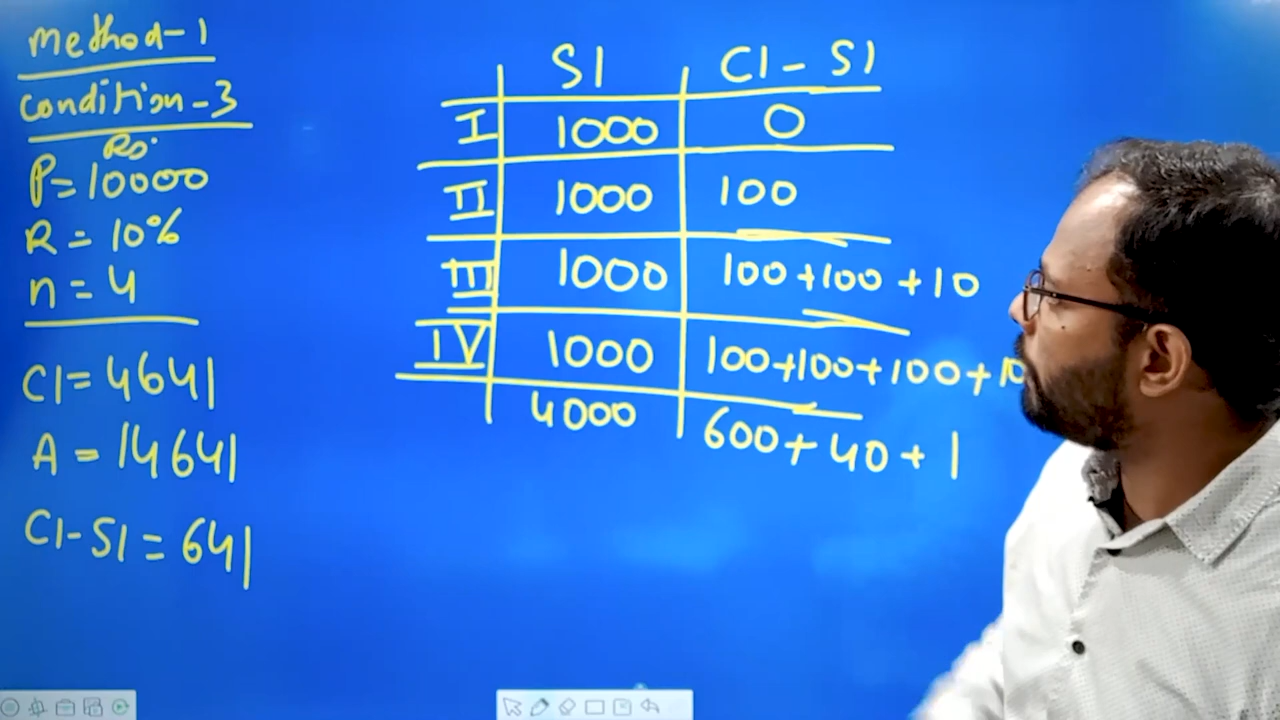 Method-1
Condition-3
Rs.
P=10000
R=10%
n=4
CI=4641
A=14641
CI-SI=641
SI CI-SI
I 1000 0
II 1000 100
III 1000 100+100+10
IV 1000 100+100+100+10
4000 600+40+1